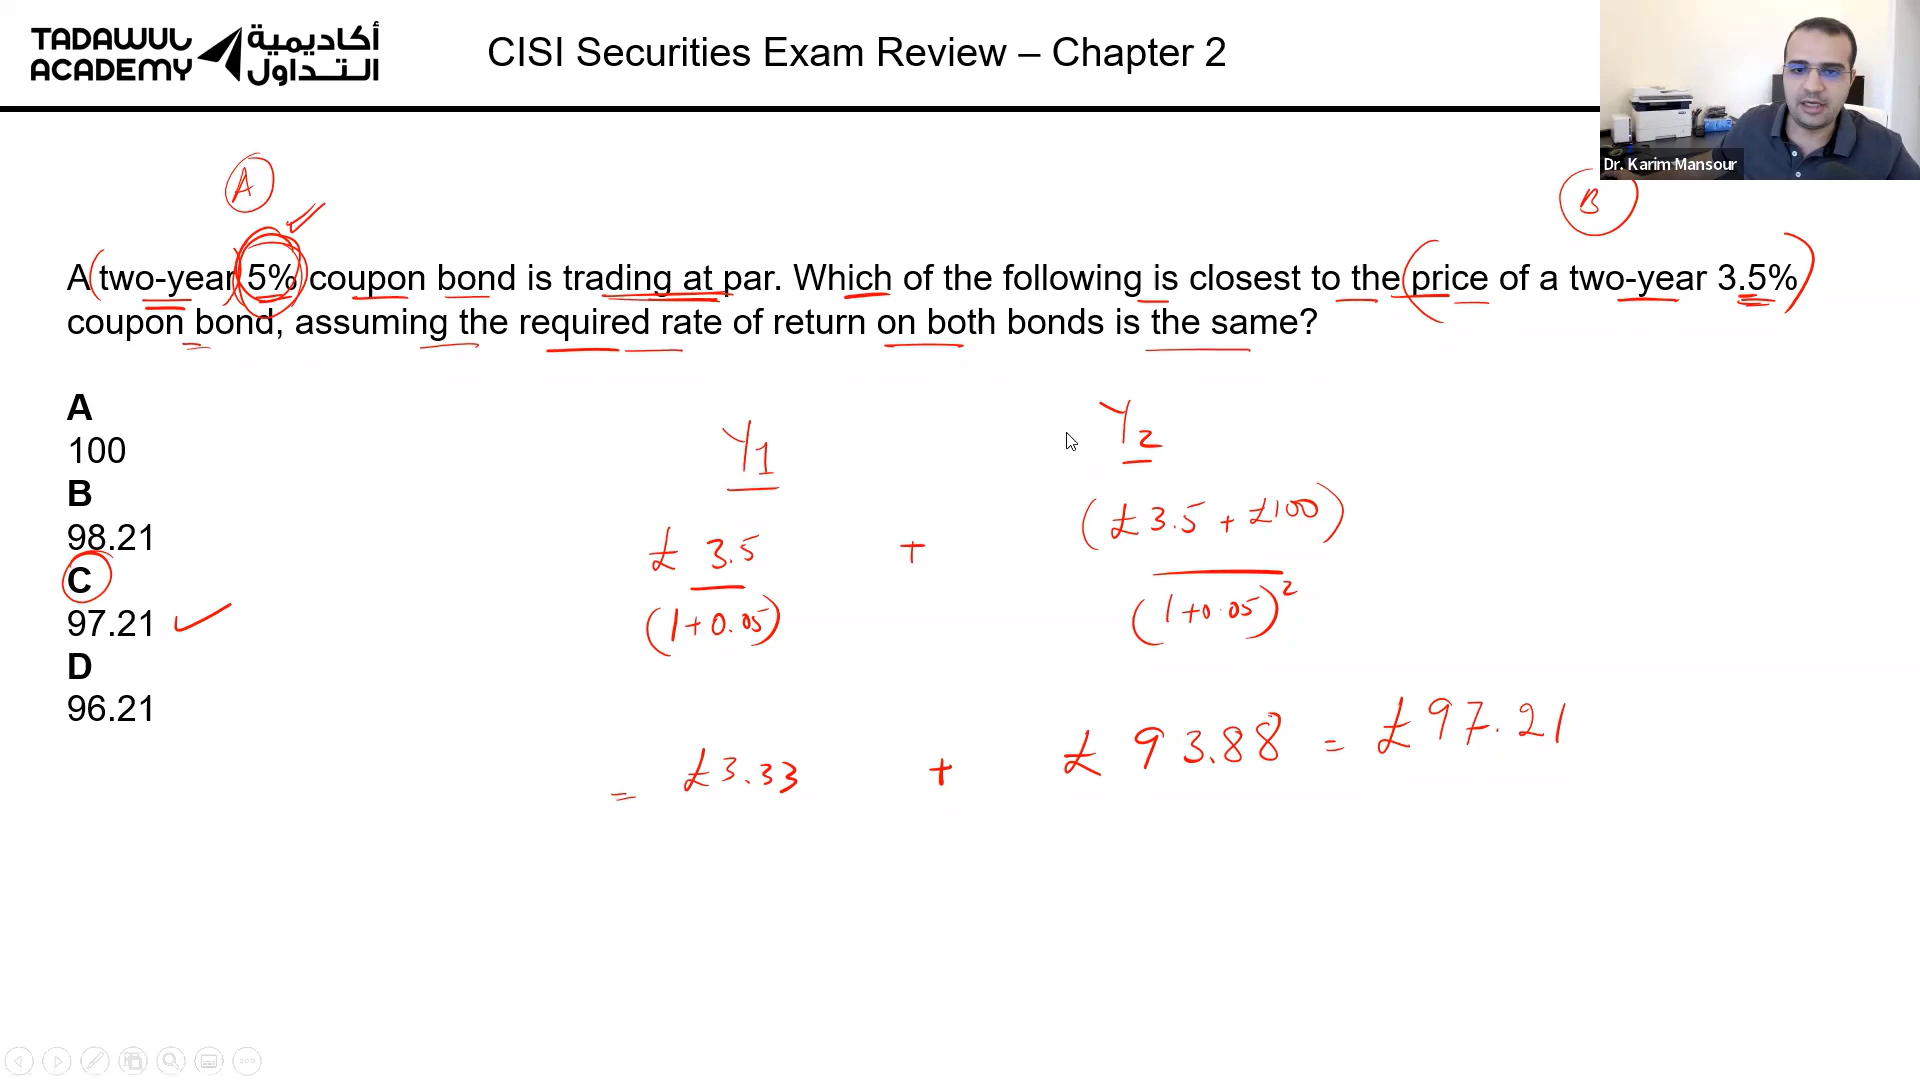 TADAWUL أكاديمية
ACADEMY التداول
CISI Securities Exam Review – Chapter 2
Dr. Karim Mansour
A
B
A two-year 5% coupon bond is trading at par. Which of the following is closest to the price of a two-year 3.5%
coupon bond, assuming the required rate of return on both bonds is the same?
A
100
B
98.21
C
97.21
D
96.21
Y1 Y2
£ 3.5 + (£3.5 + £100)
(1+0.05) (1+0.05)²
= £3.33 + £93.88 = £97.21